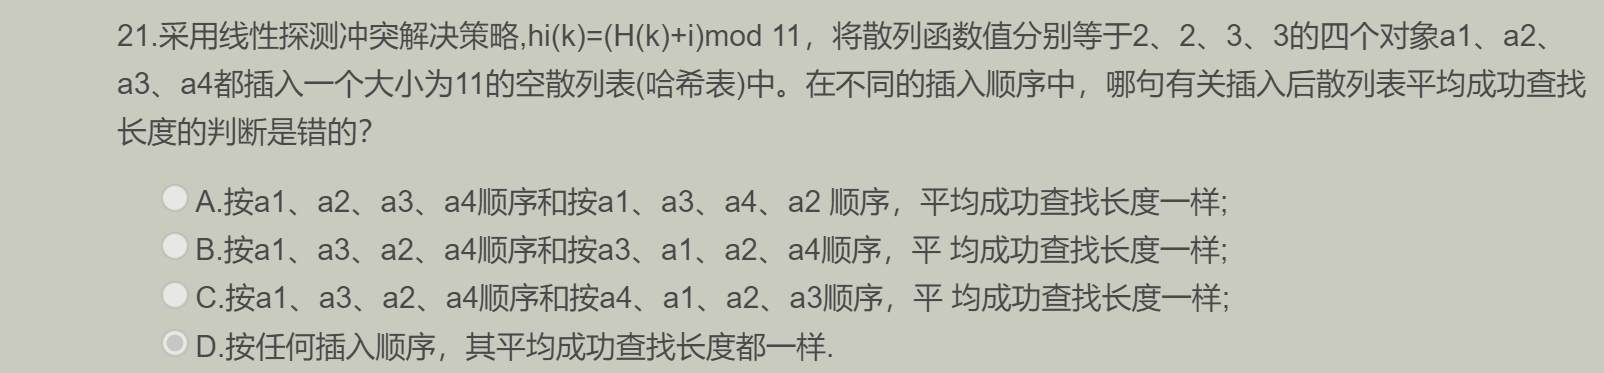 21.采用线性探测冲突解决策略,hi(k)=(H(k)+i)mod 11，将散列函数值分别等于2、2、3、3的四个对象a1、a2、
a3、a4都插入一个大小为11的空散列表(哈希表)中。在不同的插入顺序中，哪句有关插入后散列表平均成功查找
长度的判断是错的?
A.按a1、a2、a3、a4顺序和按a1、a3、a4、a2 顺序，平均成功查找长度一样;
B.按a1、a3、a2、a4顺序和按a3、a1、a2、a4顺序，平 均成功查找长度一样;
C.按a1、a3、a2、a4顺序和按a4、a1、a2、a3顺序，平 均成功查找长度一样;
D.按任何插入顺序，其平均成功查找长度都一样.